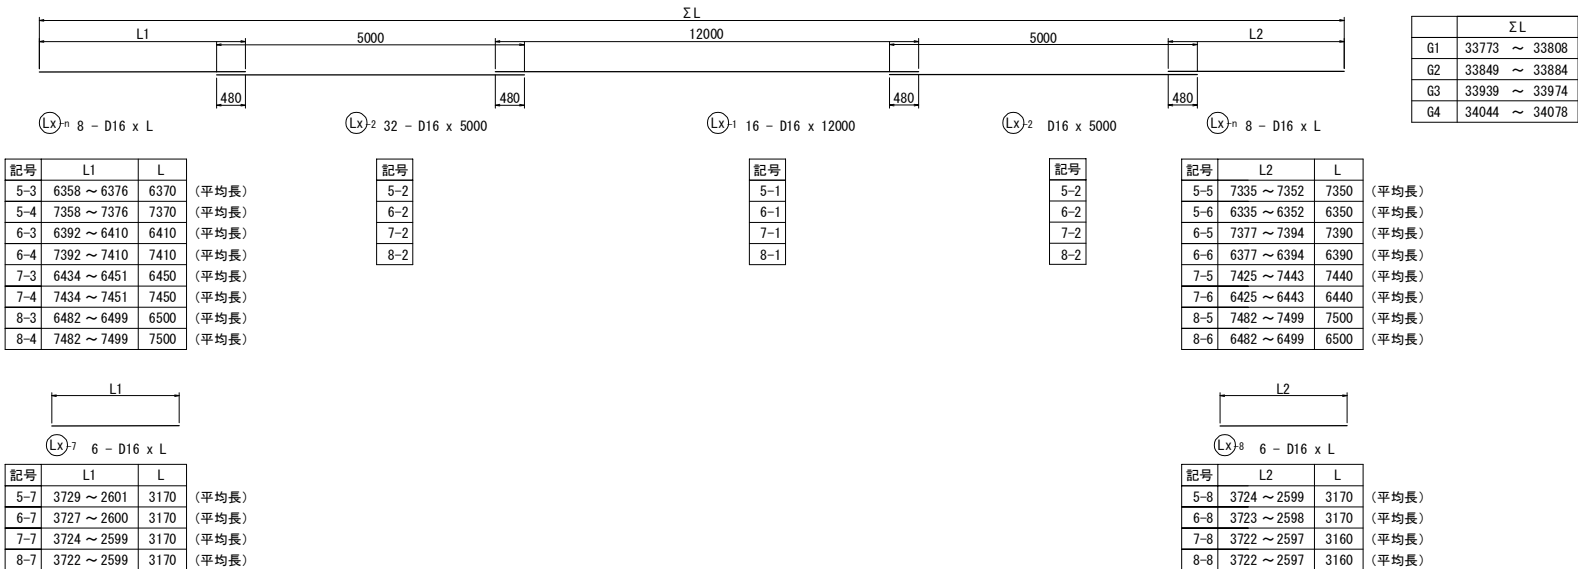 ΣL
L1 5000 12000 5000 L2
480 480 480 480
Lx-n 8 - D16 x L
Lx-2 32 - D16 x 5000
Lx-1 16 - D16 x 12000
Lx-2 D16 x 5000
Lx-n 8 - D16 x L
ΣL
G1 33773 ～ 33808
G2 33849 ～ 33884
G3 33939 ～ 33974
G4 34044 ～ 34078
記号 L1 L
5-3 6358 ～ 6376 6370 (平均長)
5-4 7358 ～ 7376 7370 (平均長)
6-3 6392 ～ 6410 6410 (平均長)
6-4 7392 ～ 7410 7410 (平均長)
7-3 6434 ～ 6451 6450 (平均長)
7-4 7434 ～ 7451 7450 (平均長)
8-3 6482 ～ 6499 6500 (平均長)
8-4 7482 ～ 7499 7500 (平均長)
記号
5-2
6-2
7-2
8-2
記号
5-1
6-1
7-1
8-1
記号
5-2
6-2
7-2
8-2
記号 L2 L
5-5 7335 ～ 7352 7350 (平均長)
5-6 6335 ～ 6352 6350 (平均長)
6-5 7377 ～ 7394 7390 (平均長)
6-6 6377 ～ 6394 6390 (平均長)
7-5 7425 ～ 7443 7440 (平均長)
7-6 6425 ～ 6443 6440 (平均長)
8-5 7482 ～ 7499 7500 (平均長)
8-6 6482 ～ 6499 6500 (平均長)
L1
Lx-7 6 - D16 x L
記号 L1 L
5-7 3729 ～ 2601 3170 (平均長)
6-7 3727 ～ 2600 3170 (平均長)
7-7 3724 ～ 2599 3170 (平均長)
8-7 3722 ～ 2599 3170 (平均長)
L2
Lx-8 6 - D16 x L
記号 L2 L
5-8 3724 ～ 2599 3170 (平均長)
6-8 3723 ～ 2598 3170 (平均長)
7-8 3722 ～ 2597 3160 (平均長)
8-8 3722 ～ 2597 3160 (平均長)